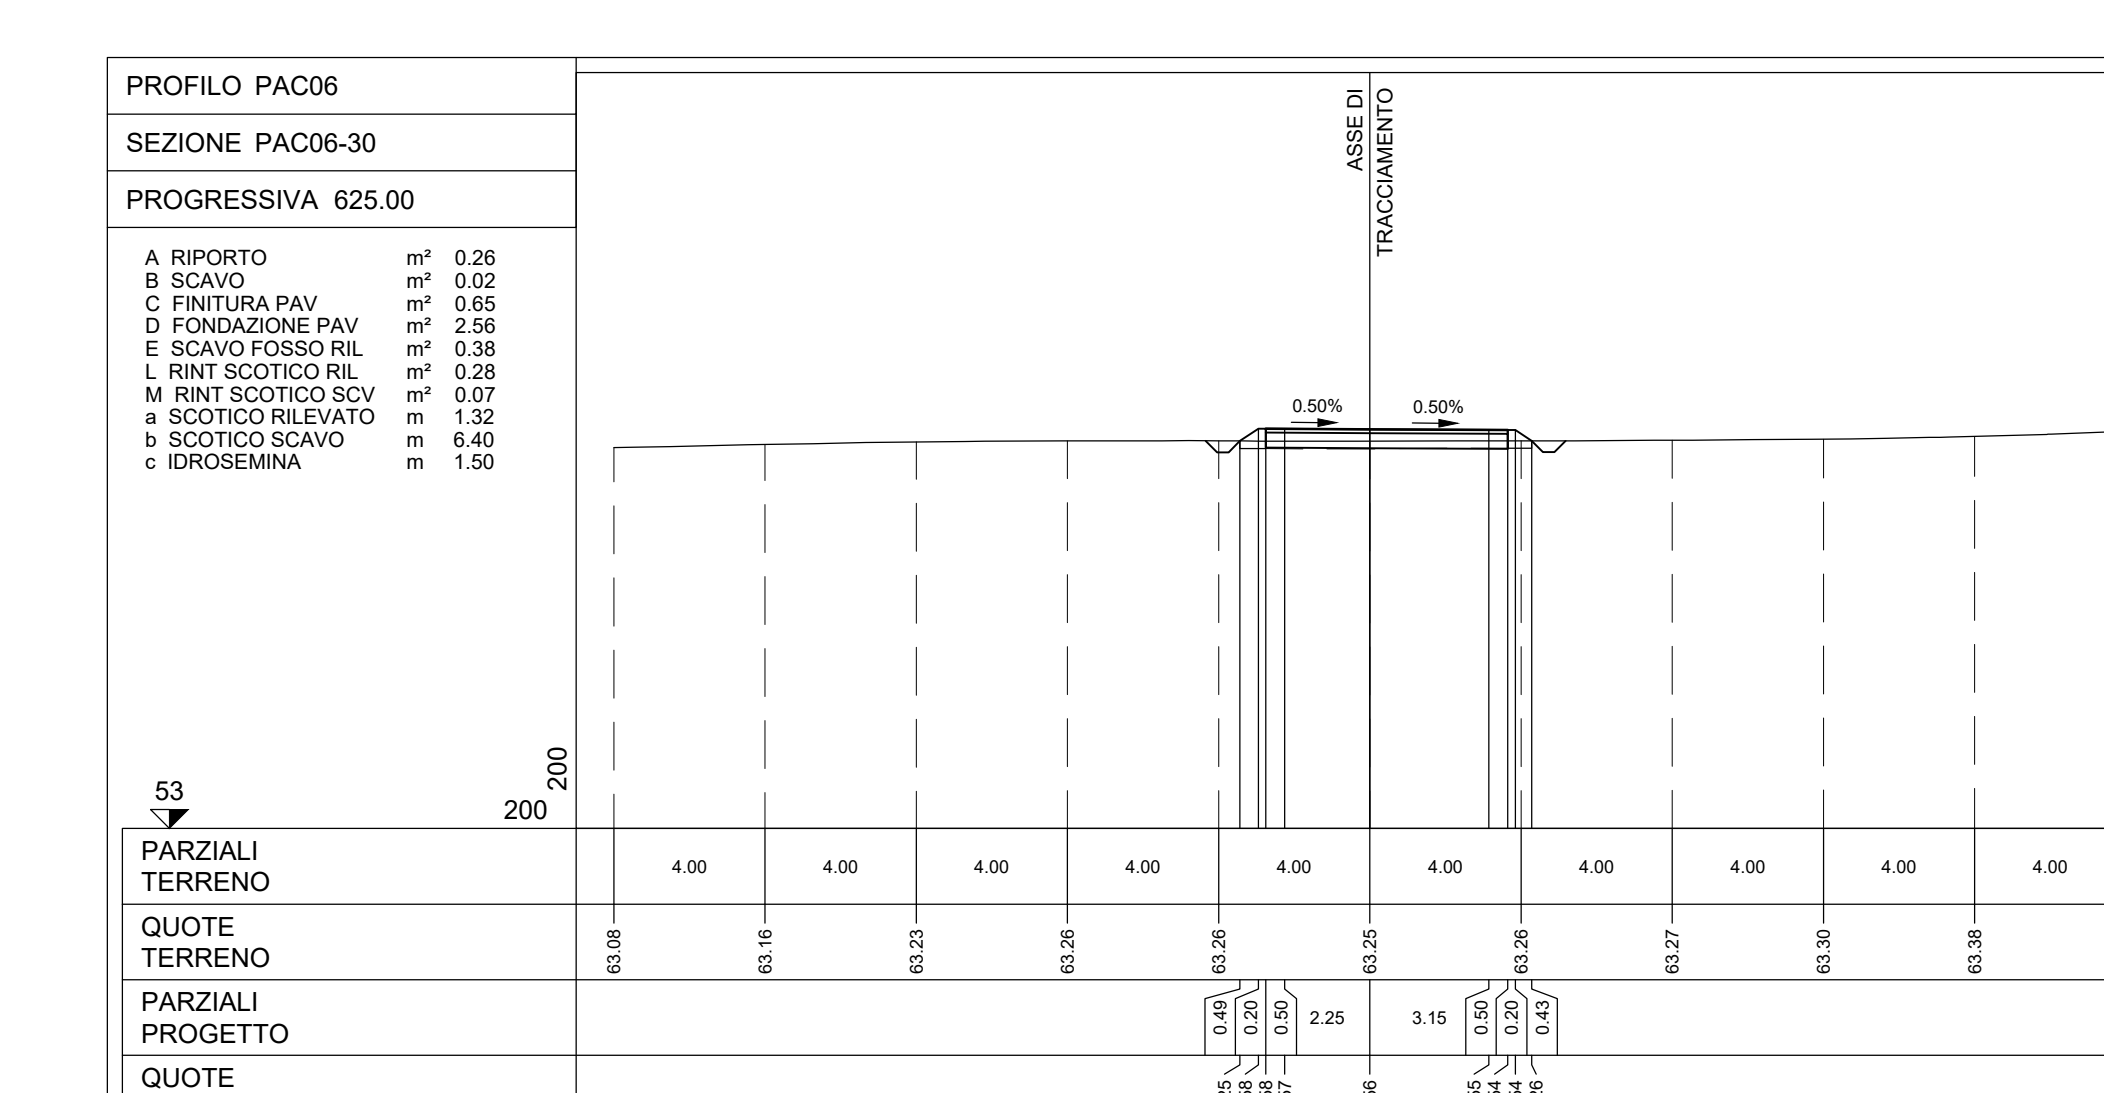 PROFILO PAC06
SEZIONE PAC06-30
PROGRESSIVA 625.00
A RIPORTO m² 0.26
B SCAVO m² 0.02
C FINITURA PAV m² 0.65
D FONDAZIONE PAV m² 2.56
E SCAVO FOSSO RIL m² 0.38
L RINT SCOTICO RIL m² 0.28
M RINT SCOTICO SCV m² 0.07
a SCOTICO RILEVATO m 1.32
b SCOTICO SCAVO m 6.40
c IDROSEMINA m 1.50
ASSE DI
TRACCIAMENTO
0.50% 0.50%
53
200
200
PARZIALI
TERRENO
4.00 4.00 4.00 4.00 4.00 4.00 4.00 4.00 4.00 4.00
QUOTE
TERRENO
63.08 63.16 63.23 63.26 63.26 63.25 63.26 63.27 63.30 63.38
PARZIALI
PROGETTO
0.49 0.20 0.50 2.25 3.15 0.50 0.20 0.43
QUOTE